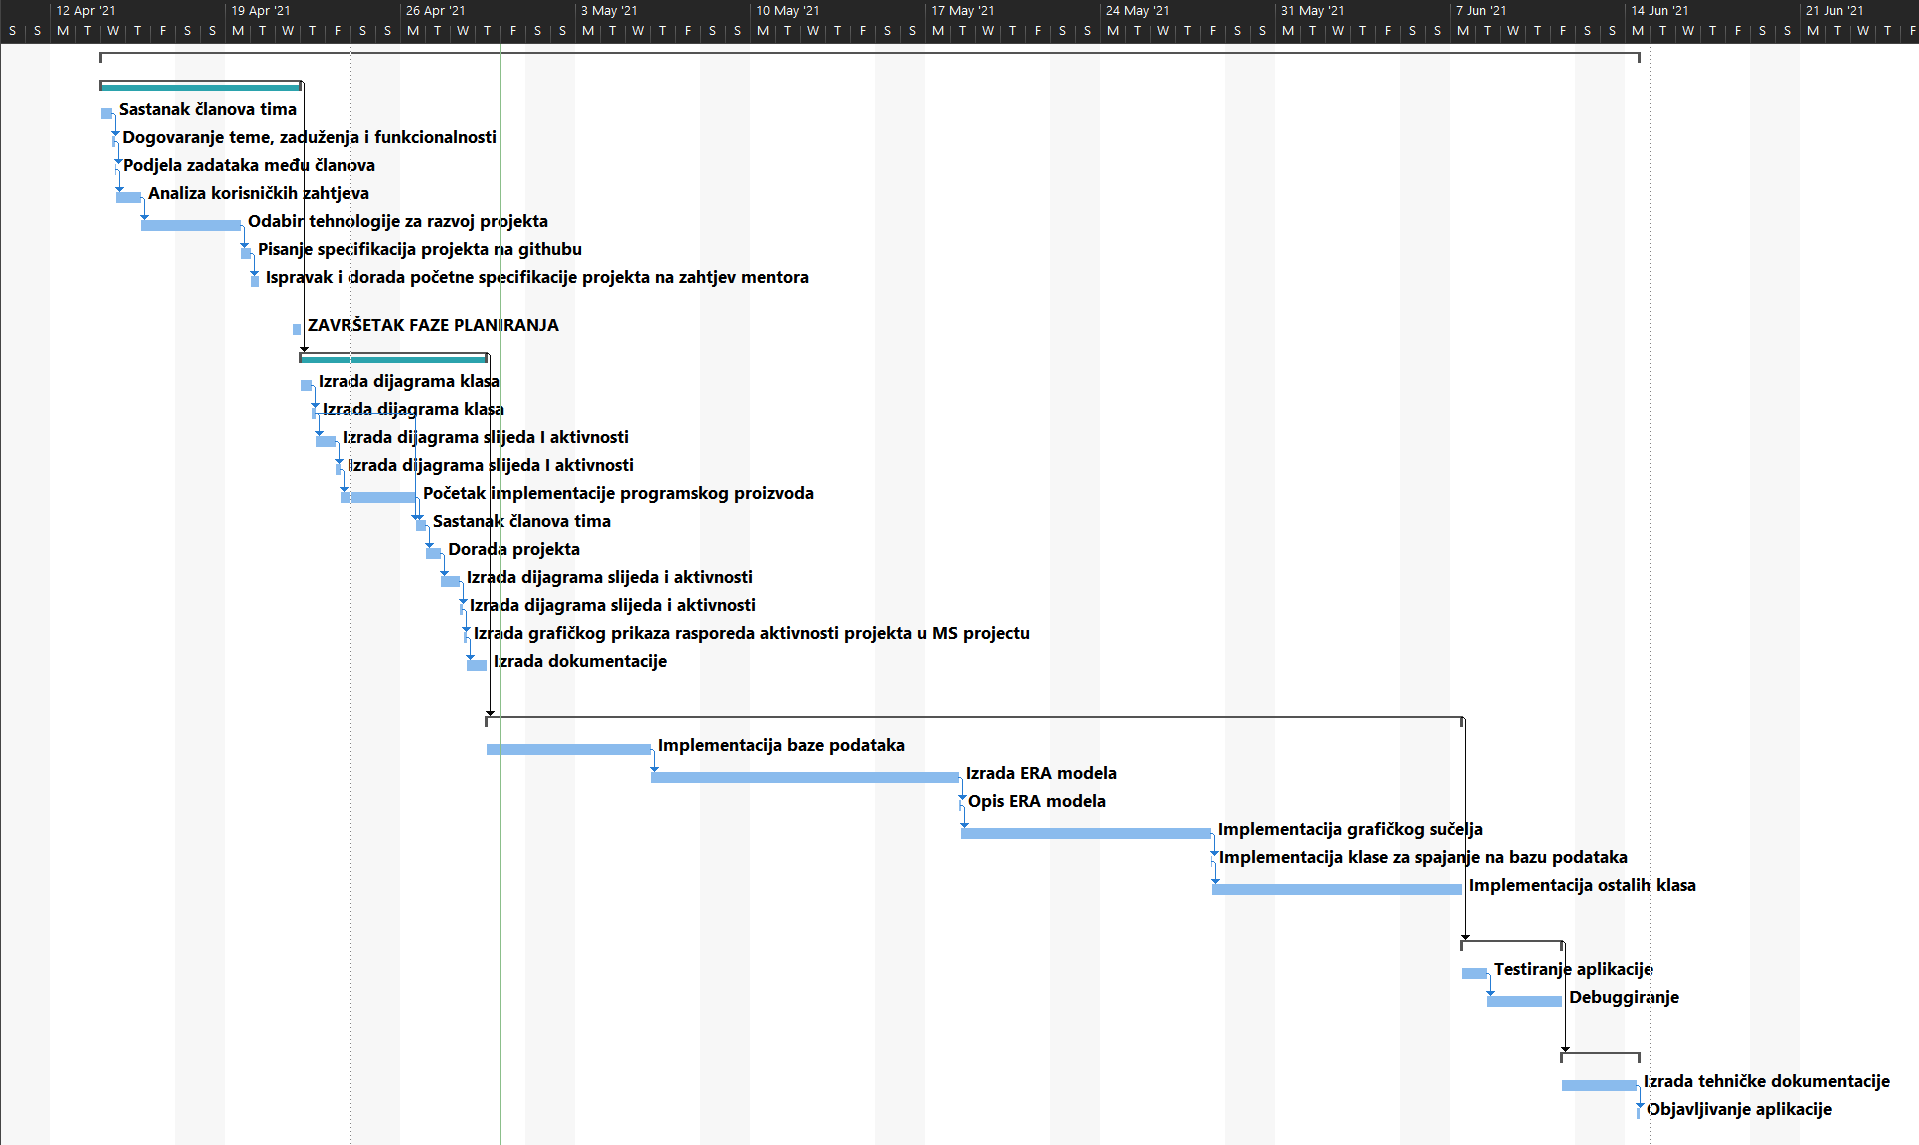 12 Apr '21 19 Apr '21 26 Apr '21 3 May '21 10 May '21 17 May '21 24 May '21 31 May '21 7 Jun '21 14 Jun '21 21 Jun '21
S S M T W T F S S M T W T F S S M T W T F S S M T W T F S S M T W T F S S M T W T F S S M T W T F S S M T W T F S S M T W T F S S M T W T F S S M T W T F
Sastanak članova tima
Dogovaranje teme, zaduženja i funkcionalnosti
Podjela zadataka među članova
Analiza korisničkih zahtjeva
Odabir tehnologije za razvoj projekta
Pisanje specifikacija projekta na githubu
Ispravak i dorada početne specifikacije projekta na zahtjev mentora
ZAVRŠETAK FAZE PLANIRANJA
Izrada dijagrama klasa
Izrada dijagrama klasa
Izrada dijagrama slijeda I aktivnosti
Izrada dijagrama slijeda I aktivnosti
Početak implementacije programskog proizvoda
Sastanak članova tima
Dorada projekta
Izrada dijagrama slijeda i aktivnosti
Izrada dijagrama slijeda i aktivnosti
Izrada grafičkog prikaza rasporeda aktivnosti projekta u MS projectu
Izrada dokumentacije
Implementacija baze podataka
Izrada ERA modela
Opis ERA modela
Implementacija grafičkog sučelja
Implementacija klase za spajanje na bazu podataka
Implementacija ostalih klasa
Testiranje aplikacije
Debuggiranje
Izrada tehničke dokumentacije
Objavljivanje aplikacije